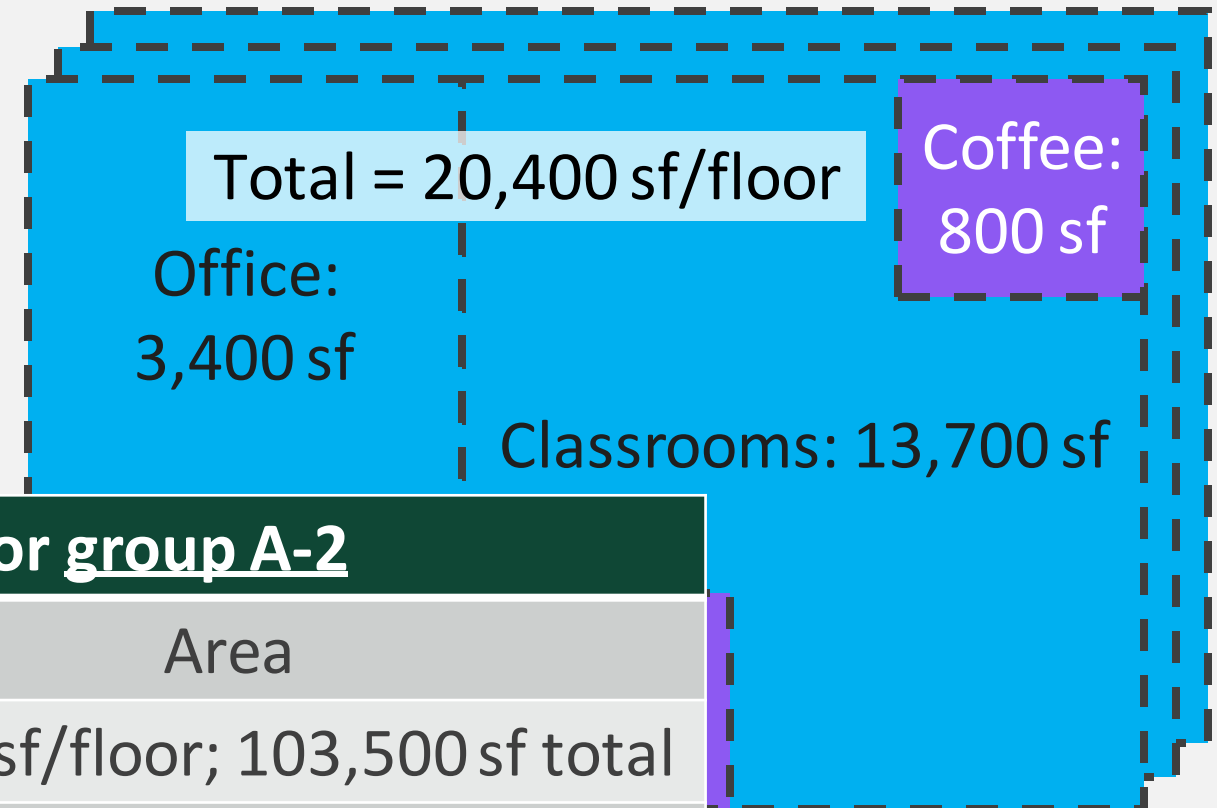 Total = 20,400 sf/floor
Coffee:
800 sf
Office:
3,400 sf
Classrooms: 13,700 sf
group A-2
Area
sf/floor; 103,500 sf total